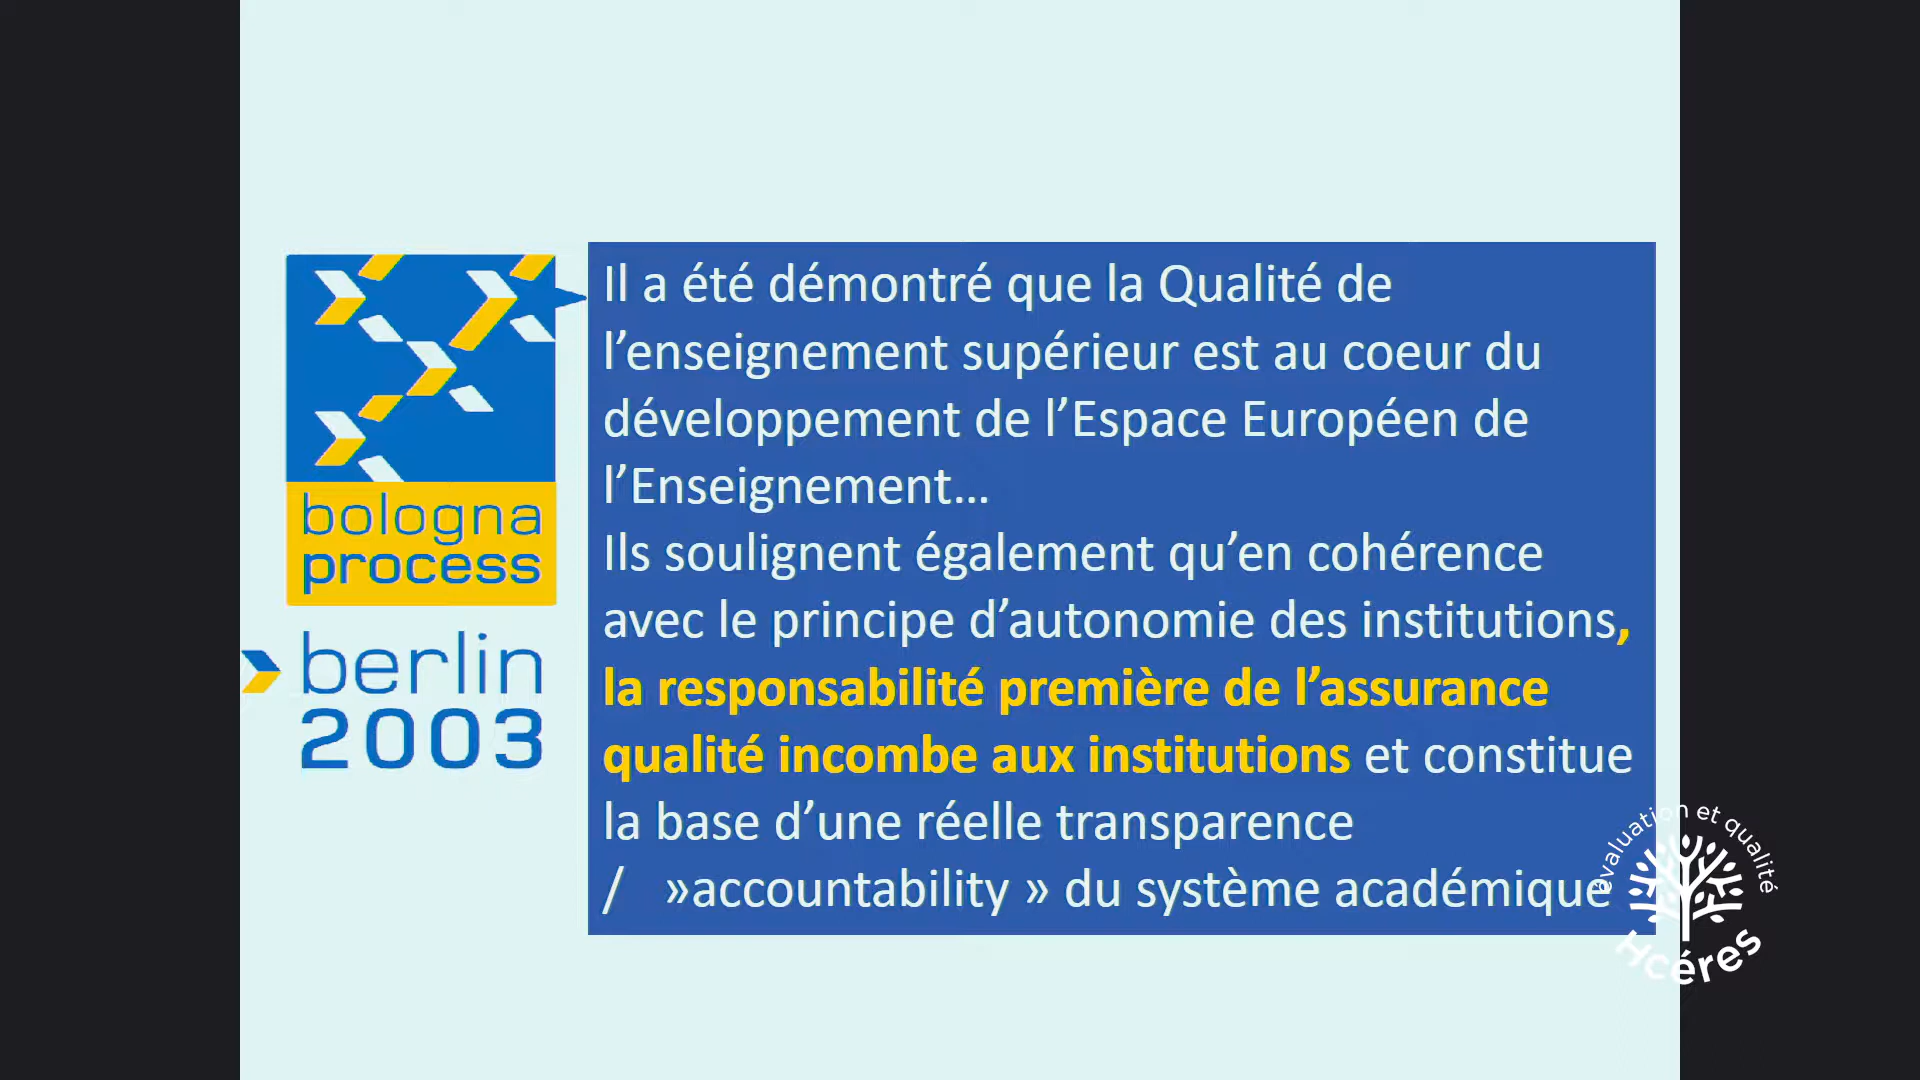 bologna
process
berlin
2003
Il a été démontré que la Qualité de
l’enseignement supérieur est au coeur du
développement de l’Espace Européen de
l’Enseignement…
Ils soulignent également qu’en cohérence
avec le principe d’autonomie des institutions,
la responsabilité première de l’assurance
qualité incombe aux institutions et constitue
la base d’une réelle transparence
/ »accountability » du système académique
évaluation et qualité
Hcéres